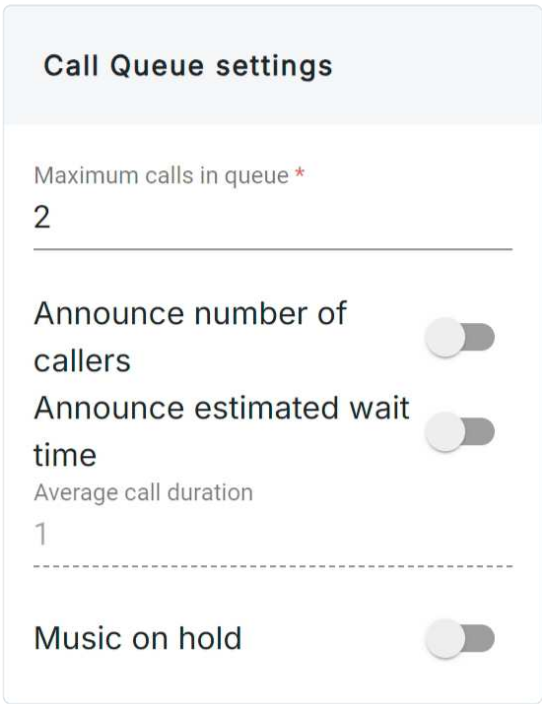 Call Queue settings
Maximum calls in queue *
2
Announce number of
callers
Announce estimated wait
time
Average call duration
1
Music on hold